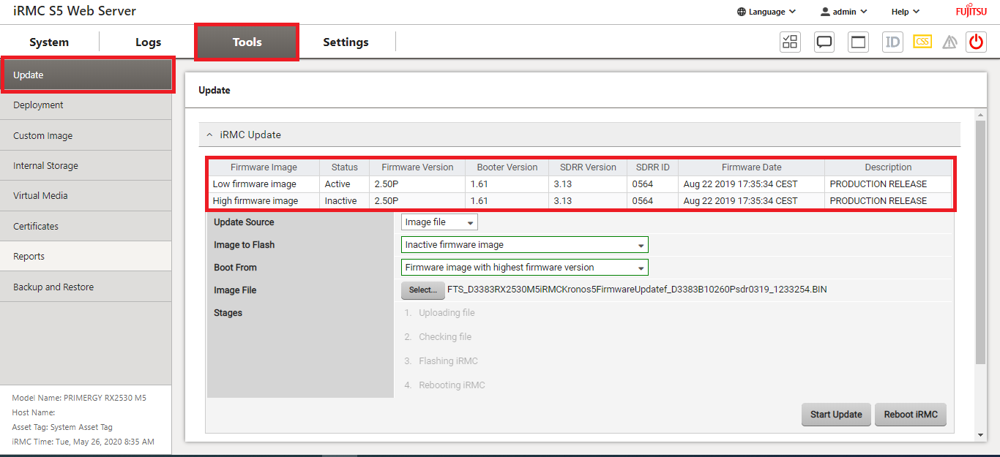 iRMC S5 Web Server
Language admin Help FUJITSU
System Logs Tools Settings
ID CSS
Update
Deployment
Custom Image
Internal Storage
Virtual Media
Certificates
Reports
Backup and Restore
Model Name: PRIMERGY RX2530 M5
Host Name:
Asset Tag: System Asset Tag
iRMC Time: Tue, May 26, 2020 8:35 AM
Update
iRMC Update
Firmware Image Status Firmware Version Booter Version SDRR Version SDRR ID Firmware Date Description
Low firmware image Active 2.50P 1.61 3.13 0564 Aug 22 2019 17:35:34 CEST PRODUCTION RELEASE
High firmware image Inactive 2.50P 1.61 3.13 0564 Aug 22 2019 17:35:34 CEST PRODUCTION RELEASE
Update Source Image file
Image to Flash Inactive firmware image
Boot From Firmware image with highest firmware version
Image File Select... FTS_D3383RX2530M5iRMCKronos5FirmwareUpdatef_D3383B10260Psdr0319_1233254.BIN
Stages 1. Uploading file
2. Checking file
3. Flashing iRMC
4. Rebooting iRMC
Start Update Reboot iRMC